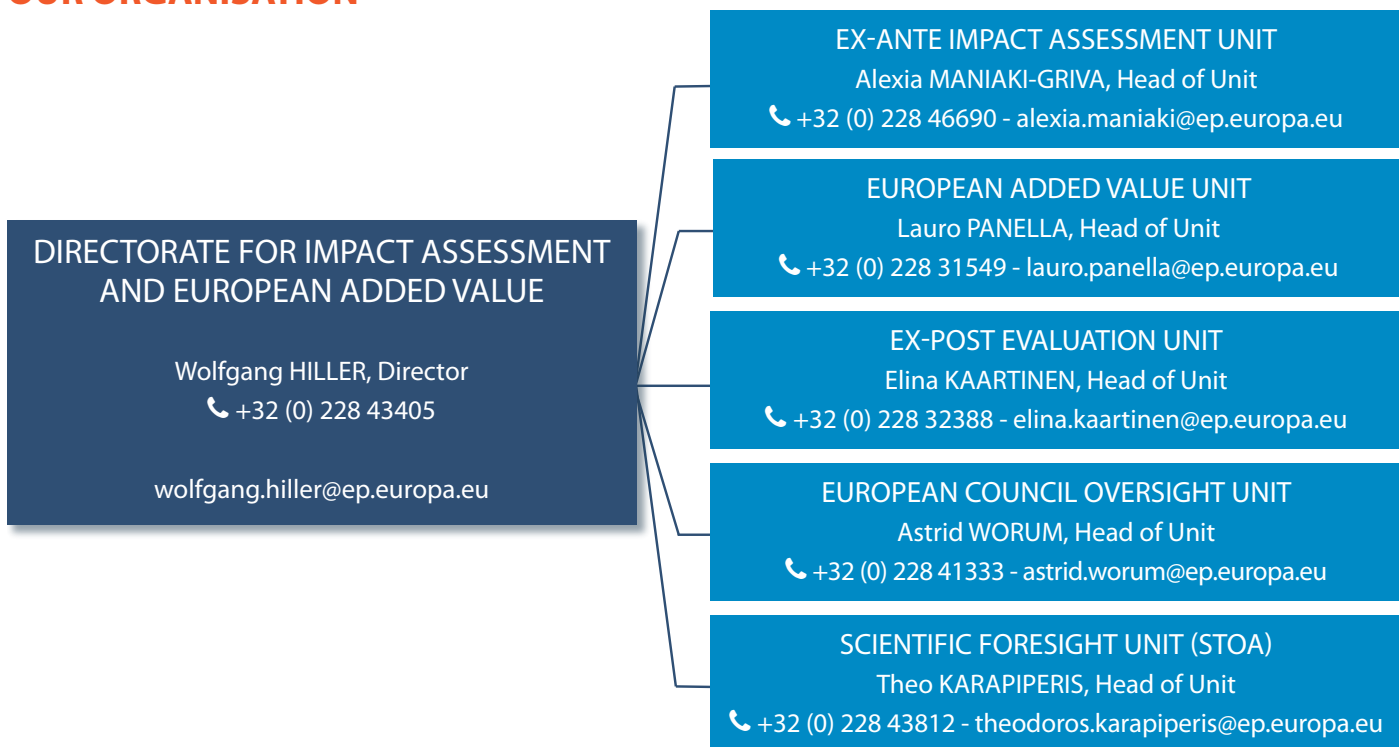 OUR ORGANISATION
DIRECTORATE FOR IMPACT ASSESSMENT
AND EUROPEAN ADDED VALUE
Wolfgang HILLER, Director
+32 (0) 228 43405
wolfgang.hiller@ep.europa.eu
EX-ANTE IMPACT ASSESSMENT UNIT
Alexia MANIAKI-GRIVA, Head of Unit
+32 (0) 228 46690 - alexia.maniaki@ep.europa.eu
EUROPEAN ADDED VALUE UNIT
Lauro PANELLA, Head of Unit
+32 (0) 228 31549 - lauro.panella@ep.europa.eu
EX-POST EVALUATION UNIT
Elina KAARTINEN, Head of Unit
+32 (0) 228 32388 - elina.kaartinen@ep.europa.eu
EUROPEAN COUNCIL OVERSIGHT UNIT
Astrid WORUM, Head of Unit
+32 (0) 228 41333 - astrid.worum@ep.europa.eu
SCIENTIFIC FORESIGHT UNIT (STOA)
Theo KARAPIPERIS, Head of Unit
+32 (0) 228 43812 - theodoros.karapiperis@ep.europa.eu